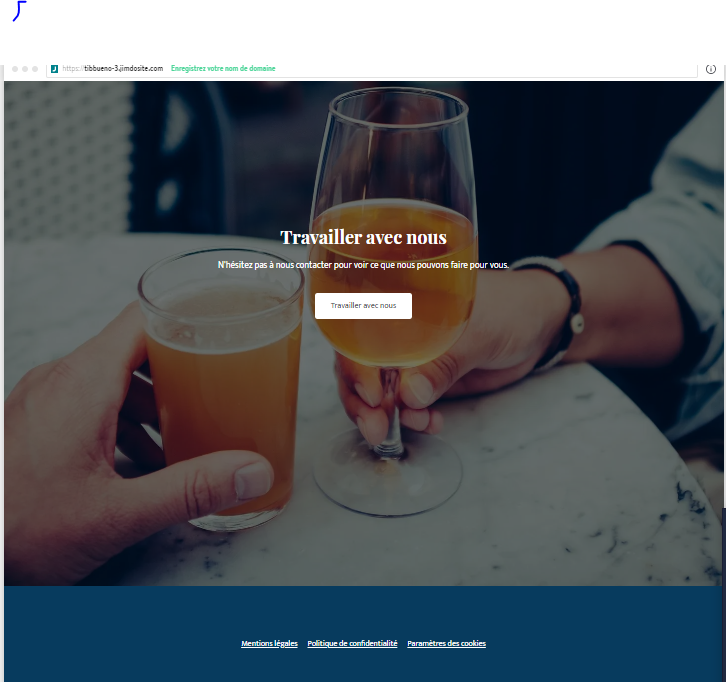 https://tibbueno-3.jimdosite.com Enregistrez votre nom de domaine
Travailler avec nous
N'hésitez pas à nous contacter pour voir ce que nous pouvons faire pour vous.
Travailler avec nous
Mentions légales Politique de confidentialité Paramètres des cookies